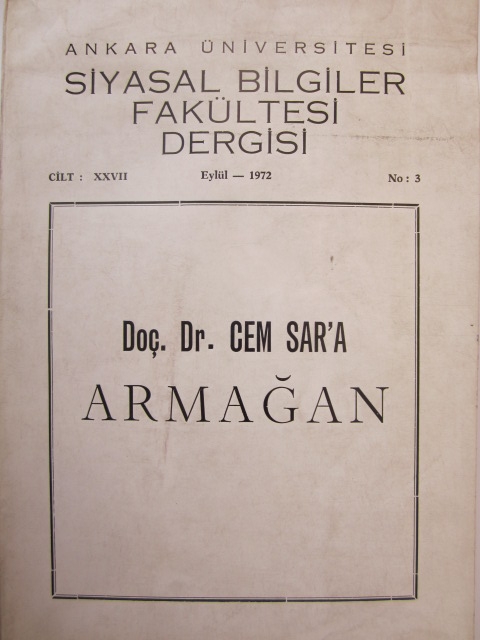 ANKARA ÜNİVERSİTESİ
SİYASAL BİLGİLER
FAKÜLTESİ
DERGİSİ
CİLT : XXVII Eylül — 1972 No : 3
Doç. Dr. CEM SAR'A
ARMAĞAN